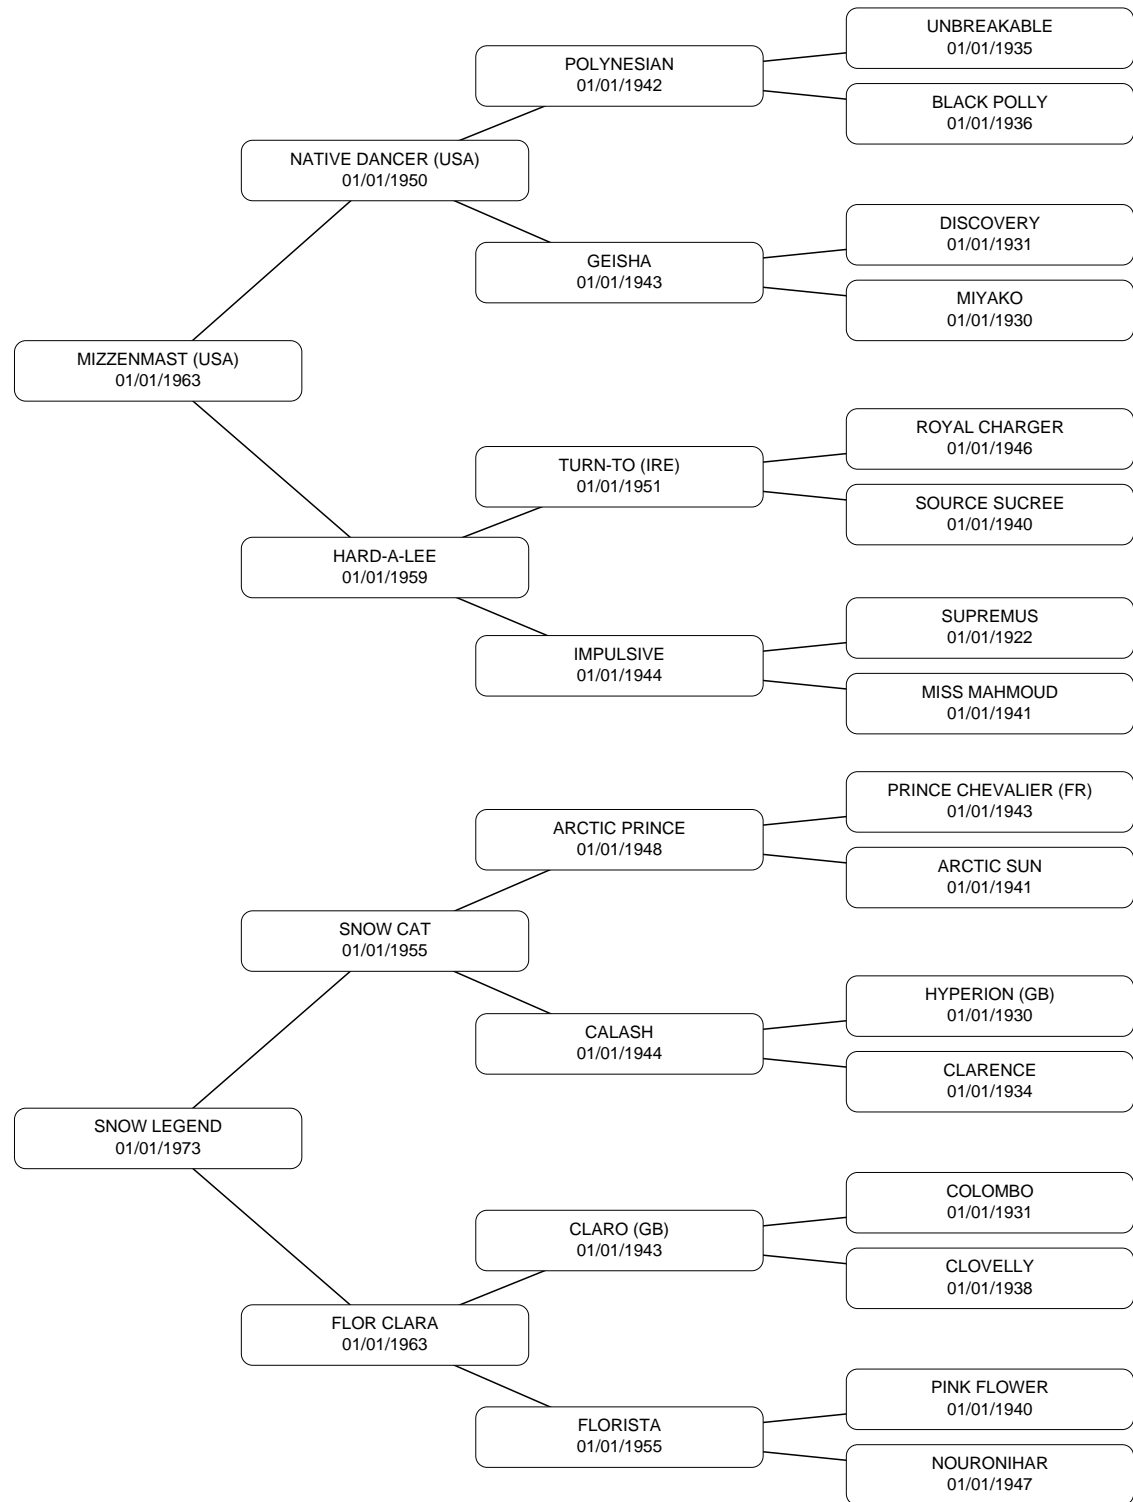 UNBREAKABLE
01/01/1935
POLYNESIAN
01/01/1942
BLACK POLLY
01/01/1936
NATIVE DANCER (USA)
01/01/1950
DISCOVERY
01/01/1931
GEISHA
01/01/1943
MIYAKO
01/01/1930
MIZZENMAST (USA)
01/01/1963
ROYAL CHARGER
01/01/1946
TURN-TO (IRE)
01/01/1951
SOURCE SUCREE
01/01/1940
HARD-A-LEE
01/01/1959
SUPREMUS
01/01/1922
IMPULSIVE
01/01/1944
MISS MAHMOUD
01/01/1941
PRINCE CHEVALIER (FR)
01/01/1943
ARCTIC PRINCE
01/01/1948
ARCTIC SUN
01/01/1941
SNOW CAT
01/01/1955
HYPERION (GB)
01/01/1930
CALASH
01/01/1944
CLARENCE
01/01/1934
SNOW LEGEND
01/01/1973
COLOMBO
01/01/1931
CLARO (GB)
01/01/1943
CLOVELLY
01/01/1938
FLOR CLARA
01/01/1963
PINK FLOWER
01/01/1940
FLORISTA
01/01/1955
NOURONIHAR
01/01/1947